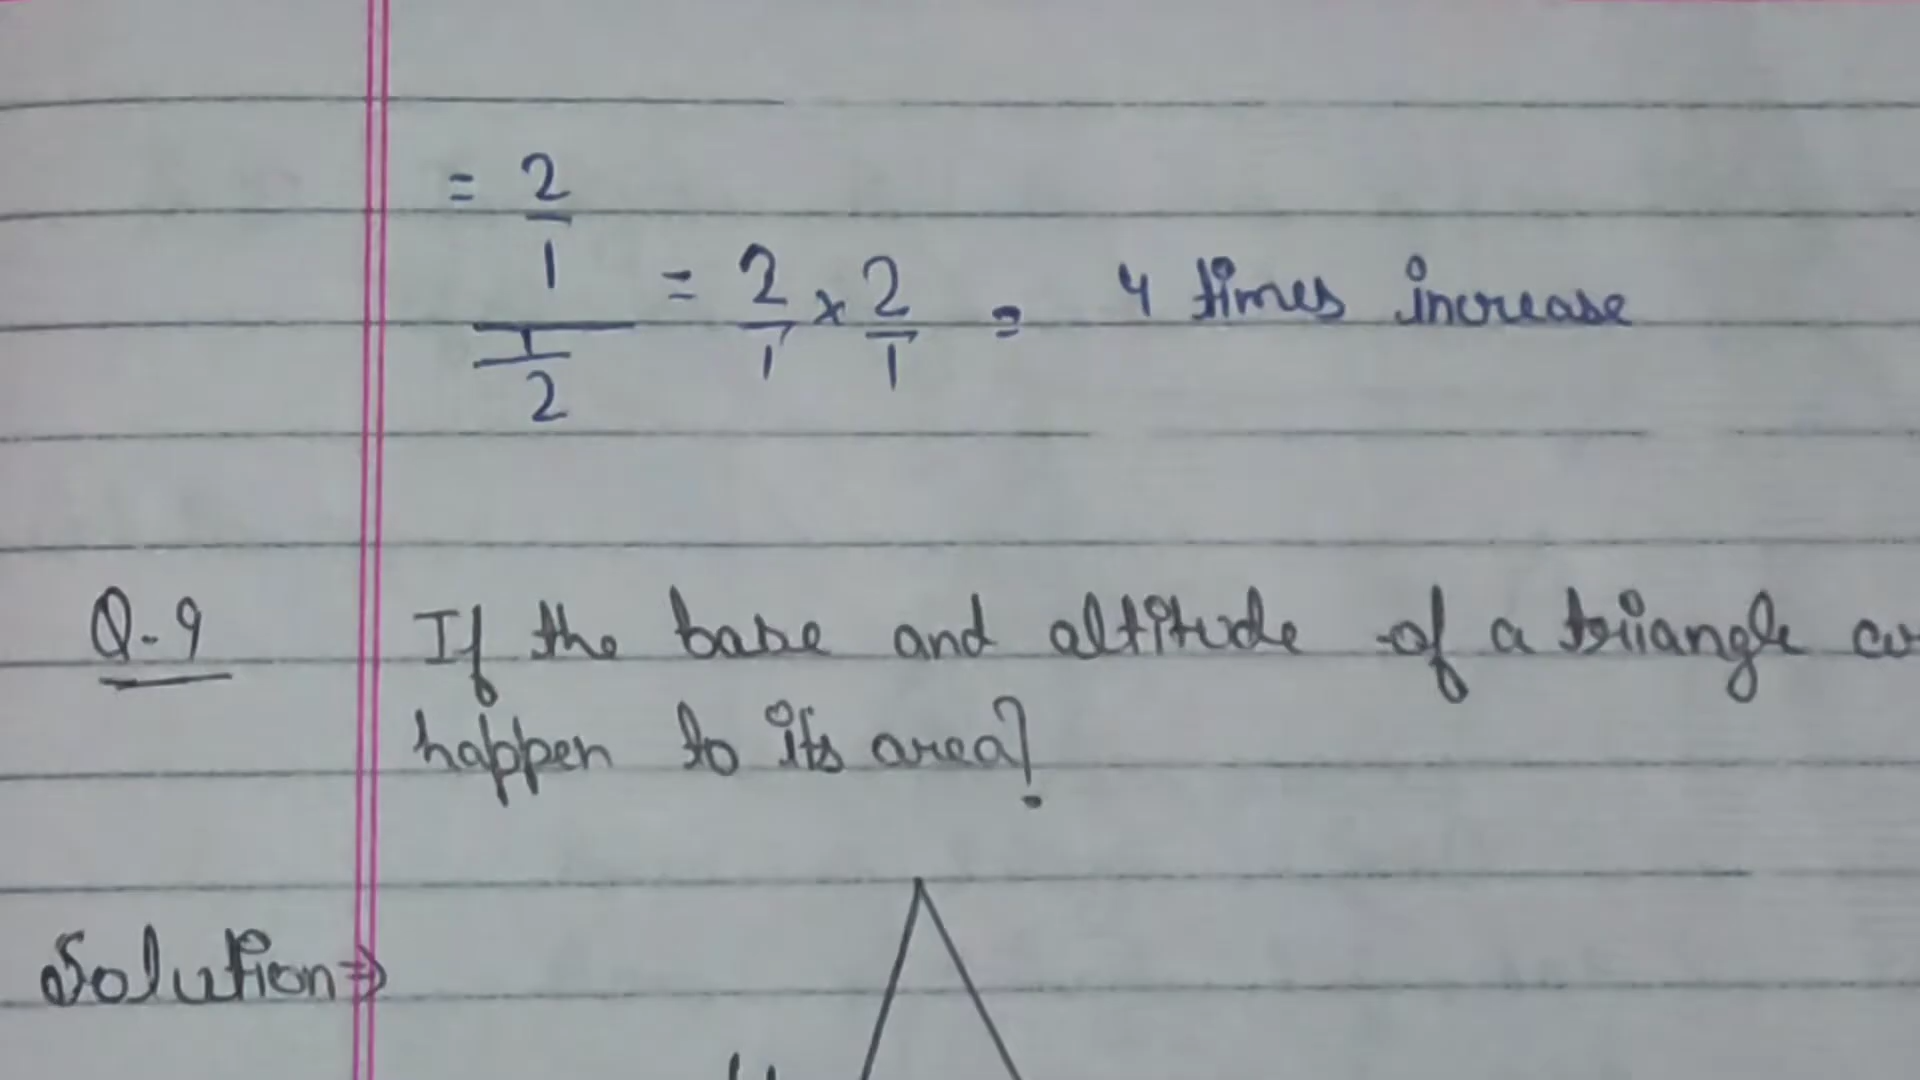 = 2/1
/ 1/2 = 2/1 × 2/1 = 4 times increase
Q-9 If the base and altitude of a triangle
happen to its area?
Solution⇒